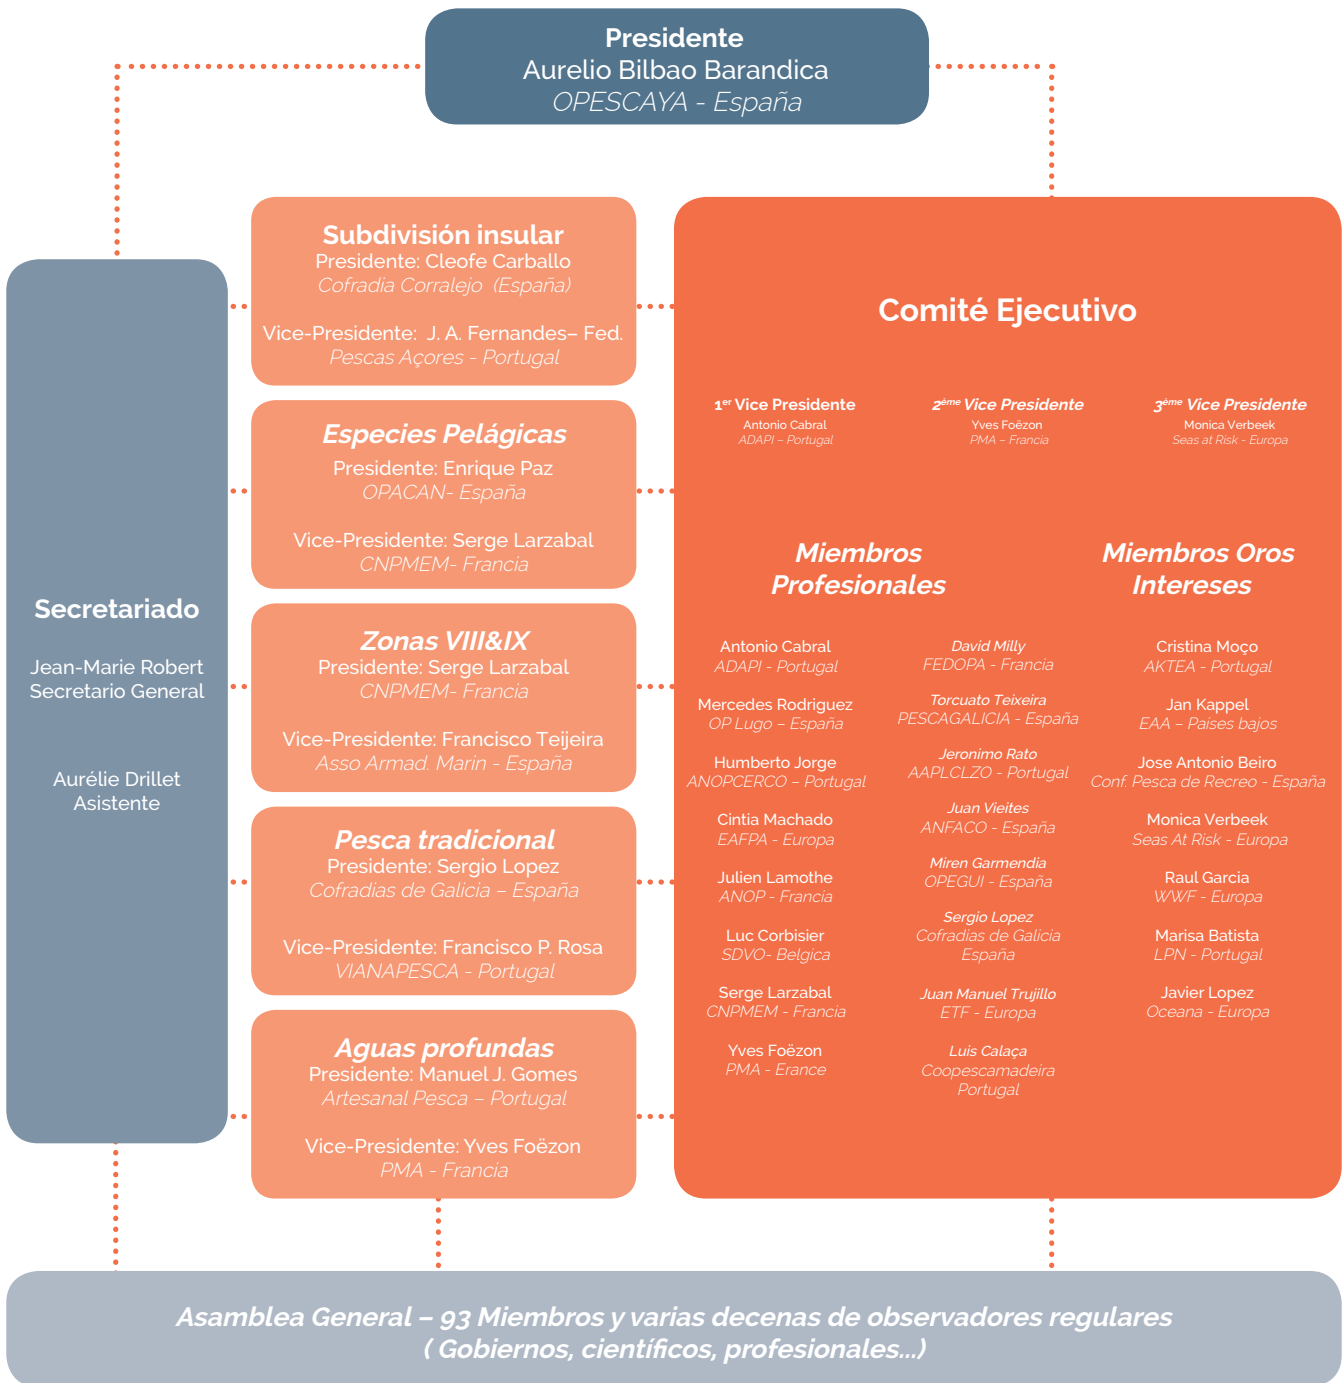 Presidente
Aurelio Bilbao Barandica
OPESCAYA - España
Secretariado
Jean-Marie Robert
Secretario General
Aurélie Drillet
Asistente
Subdivisión insular
Presidente: Cleofe Carballo
Cofradia Corralejo (España)
Vice-Presidente: J. A. Fernandes– Fed.
Pescas Açores - Portugal
Especies Pelágicas
Presidente: Enrique Paz
OPACAN- España
Vice-Presidente: Serge Larzabal
CNPMEM- Francia
Zonas VIII&IX
Presidente: Serge Larzabal
CNPMEM- Francia
Vice-Presidente: Francisco Teijeira
Asso Armad. Marin - España
Pesca tradicional
Presidente: Sergio Lopez
Cofradias de Galicia – España
Vice-Presidente: Francisco P. Rosa
VIANAPESCA - Portugal
Aguas profundas
Presidente: Manuel J. Gomes
Artesanal Pesca – Portugal
Vice-Presidente: Yves Foëzon
PMA - Francia
Comité Ejecutivo
1er Vice Presidente
Antonio Cabral
ADAPI – Portugal
2ème Vice Presidente
Yves Foëzon
PMA – Francia
3ème Vice Presidente
Monica Verbeek
Seas at Risk - Europa
Miembros
Profesionales
Antonio Cabral
ADAPI - Portugal
Mercedes Rodriguez
OP Lugo – España
Humberto Jorge
ANOPCERCO – Portugal
Cintia Machado
EAFPA - Europa
Julien Lamothe
ANOP - Francia
Luc Corbisier
SDVO- Belgica
Serge Larzabal
CNPMEM - Francia
Yves Foëzon
PMA - Erance
David Milly
FEDOPA - Francia
Torcuato Teixeira
PESCAGALICIA - España
Jeronimo Rato
AAPLCLZO - Portugal
Juan Vieites
ANFACO - España
Miren Garmendia
OPEGUI - España
Sergio Lopez
Cofradias de Galicia
España
Juan Manuel Trujillo
ETF - Europa
Luis Calaça
Coopescamadeira
Portugal
Miembros Oros
Intereses
Cristina Moço
AKTEA - Portugal
Jan Kappel
EAA – Países bajos
Jose Antonio Beiro
Conf. Pesca de Recreo - España
Monica Verbeek
Seas At Risk - Europa
Raul Garcia
WWF - Europa
Marisa Batista
LPN - Portugal
Javier Lopez
Oceana - Europa
Asamblea General – 93 Miembros y varias decenas de observadores regulares
( Gobiernos, científicos, profesionales...)